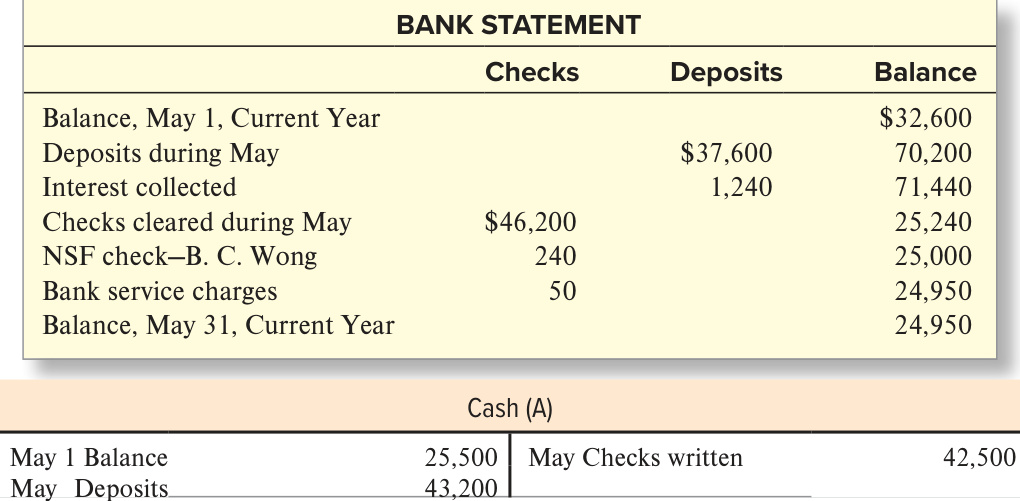 BANK STATEMENT
Checks Deposits Balance
Balance, May 1, Current Year $32,600
Deposits during May $37,600 70,200
Interest collected 1,240 71,440
Checks cleared during May $46,200 25,240
NSF check—B. C. Wong 240 25,000
Bank service charges 50 24,950
Balance, May 31, Current Year 24,950
Cash (A)
May 1 Balance 25,500 May Checks written 42,500
May Deposits 43,200